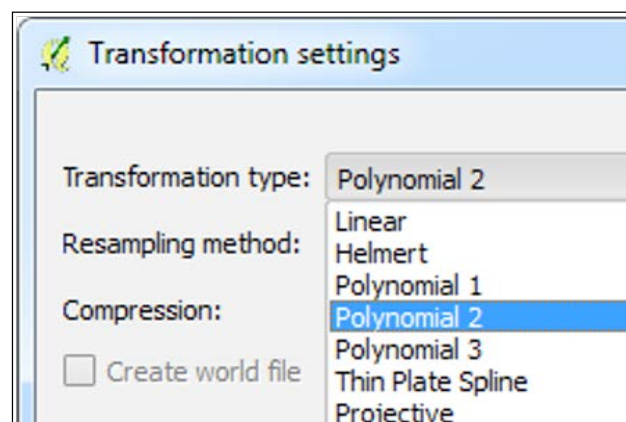 Transformation settings
Transformation type: Polynomial 2
Linear
Resampling method:
Helmert
Polynomial 1
Compression:
Polynomial 2
Polynomial 3
Create world file
Thin Plate Spline
Projective